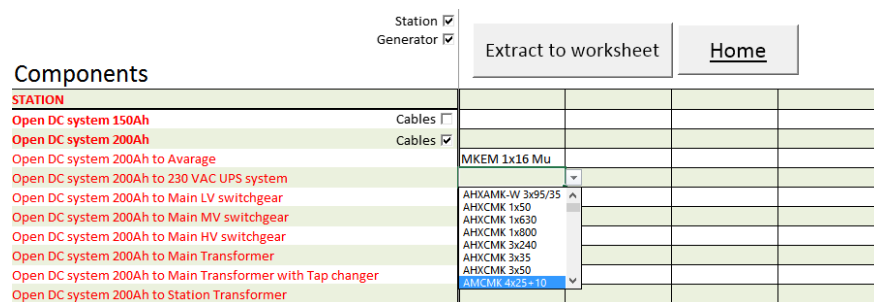 Station
Generator
Extract to worksheet
Home
Components
STATION
Open DC system 150Ah Cables
Open DC system 200Ah Cables
Open DC system 200Ah to Avarage MKEM 1x16 Mu
Open DC system 200Ah to 230 VAC UPS system
Open DC system 200Ah to Main LV switchgear
Open DC system 200Ah to Main MV switchgear
Open DC system 200Ah to Main HV switchgear
Open DC system 200Ah to Main Transformer
Open DC system 200Ah to Main Transformer with Tap changer
Open DC system 200Ah to Station Transformer
AHXAMK-W 3x95/35
AHXCMK 1x50
AHXCMK 1x630
AHXCMK 1x800
AHXCMK 3x240
AHXCMK 3x35
AHXCMK 3x50
AMCMK 4x25+10